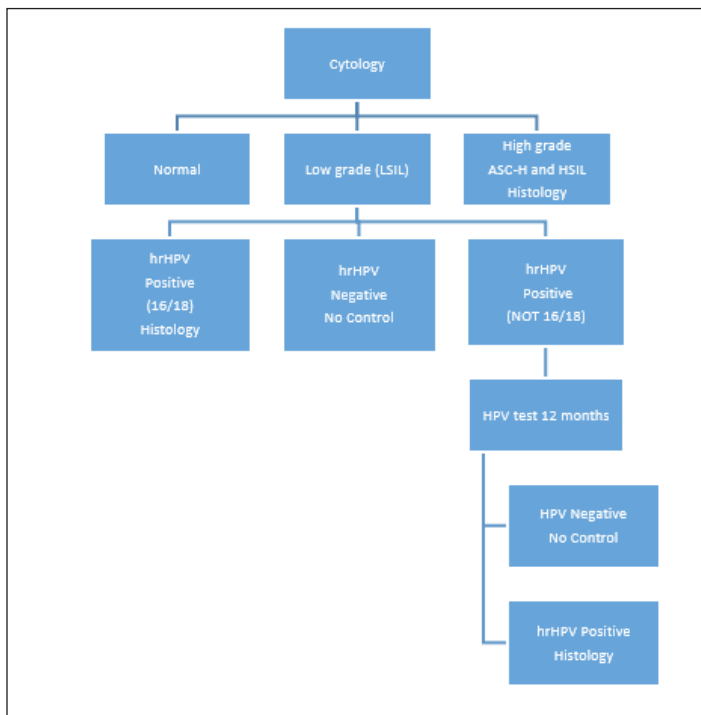 Cytology
Normal
Low grade (LSIL)
High grade
ASC-H and HSIL
Histology
hrHPV
Positive
(16/18)
Histology
hrHPV
Negative
No Control
hrHPV
Positive
(NOT 16/18)
HPV test 12 months
HPV Negative
No Control
hrHPV Positive
Histology